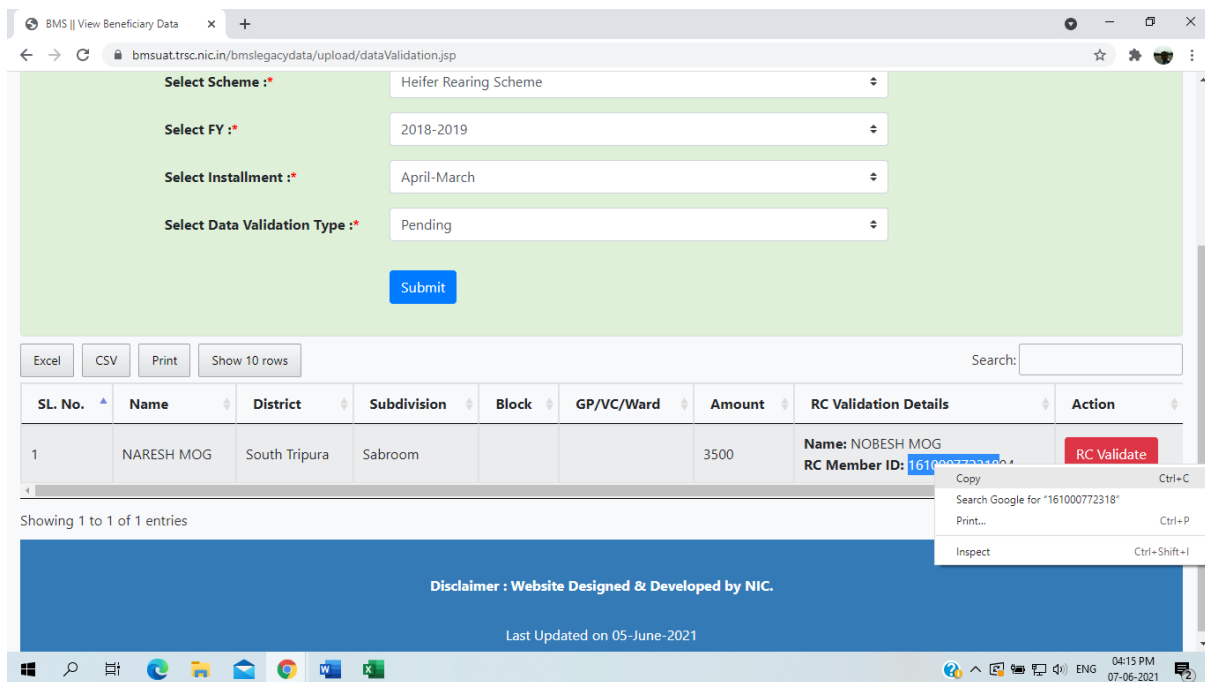 BMS || View Beneficiary Data
bmsuat.trsc.nic.in/bmslegacydata/upload/dataValidation.jsp
Select Scheme :* Heifer Rearing Scheme
Select FY :* 2018-2019
Select Installment :* April-March
Select Data Validation Type :* Pending
Submit
Excel CSV Print Show 10 rows Search:
SL. No. Name District Subdivision Block GP/VC/Ward Amount RC Validation Details Action
1 NARESH MOG South Tripura Sabroom 3500 Name: NOBESH MOG RC Validate
RC Member ID:
Copy Ctrl+C
Search Google for "161000772318"
Print... Ctrl+P
Inspect Ctrl+Shift+I
Showing 1 to 1 of 1 entries
Disclaimer : Website Designed & Developed by NIC.
Last Updated on 05-June-2021
ENG 04:15 PM
07-06-2021
2